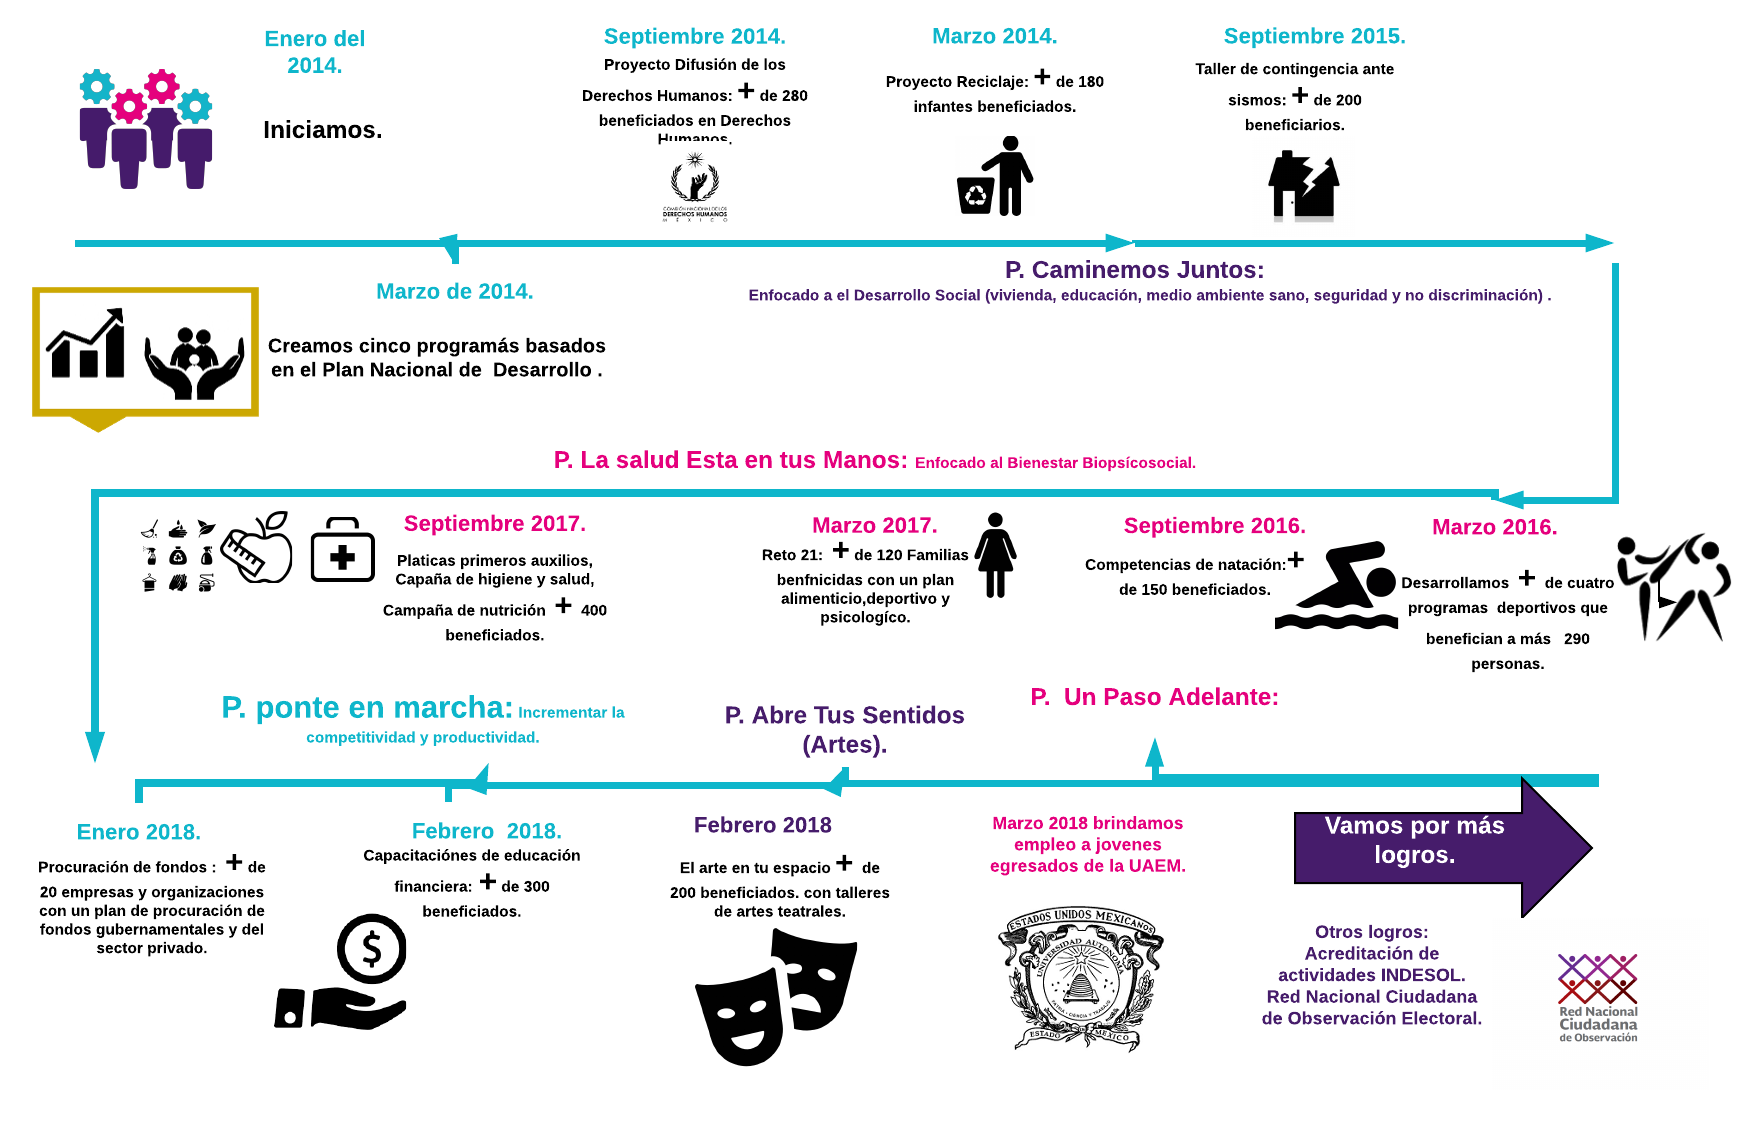 Enero del
2014.
Iniciamos.
Septiembre 2014.
Proyecto Difusión de los
Derechos Humanos: + de 280
beneficiados en Derechos
Humanos.
COMISIÓN NACIONAL DE LOS
DERECHOS HUMANOS
MÉXICO
Marzo 2014.
Proyecto Reciclaje: + de 180
infantes beneficiados.
Septiembre 2015.
Taller de contingencia ante
sismos: + de 200
beneficiarios.
Marzo de 2014.
Creamos cinco programás basados
en el Plan Nacional de Desarrollo .
P. Caminemos Juntos:
Enfocado a el Desarrollo Social (vivienda, educación, medio ambiente sano, seguridad y no discriminación) .
P. La salud Esta en tus Manos: Enfocado al Bienestar Biopsícosocial.
Septiembre 2017.
Platicas primeros auxilios,
Capaña de higiene y salud,
Campaña de nutrición + 400
beneficiados.
Marzo 2017.
Reto 21: + de 120 Familias
benfnicidas con un plan
alimenticio,deportivo y
psicologíco.
Septiembre 2016.
Competencias de natación:+
de 150 beneficiados.
Marzo 2016.
Desarrollamos + de cuatro
programas deportivos que
benefician a más 290
personas.
P. ponte en marcha: Incrementar la
competitividad y productividad.
P. Abre Tus Sentidos
(Artes).
P. Un Paso Adelante:
Enero 2018.
Procuración de fondos : + de
20 empresas y organizaciones
con un plan de procuración de
fondos gubernamentales y del
sector privado.
Febrero 2018.
Capacitaciónes de educación
financiera: + de 300
beneficiados.
$
Febrero 2018
El arte en tu espacio + de
200 beneficiados. con talleres
de artes teatrales.
Marzo 2018 brindamos
empleo a jovenes
egresados de la UAEM.
ESTADOS UNIDOS MEXICANOS
UNIVERSIDAD AUTONOMA
PATRIA, CIENCIA Y TRABAJO
ESTADO DE MEXICO
Vamos por más
logros.
Otros logros:
Acreditación de
actividades INDESOL.
Red Nacional Ciudadana
de Observación Electoral.
Red Nacional
Ciudadana
de Observación